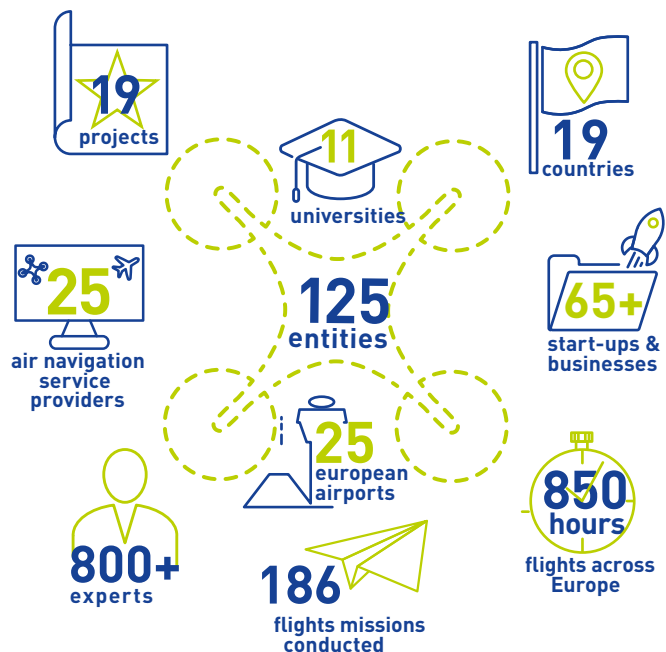 19
projects
11
universities
19
countries
25
air navigation
service
providers
125
entities
65+
start-ups &
businesses
25
european
airports
800+
experts
186
flights missions
conducted
850
hours
flights across
Europe